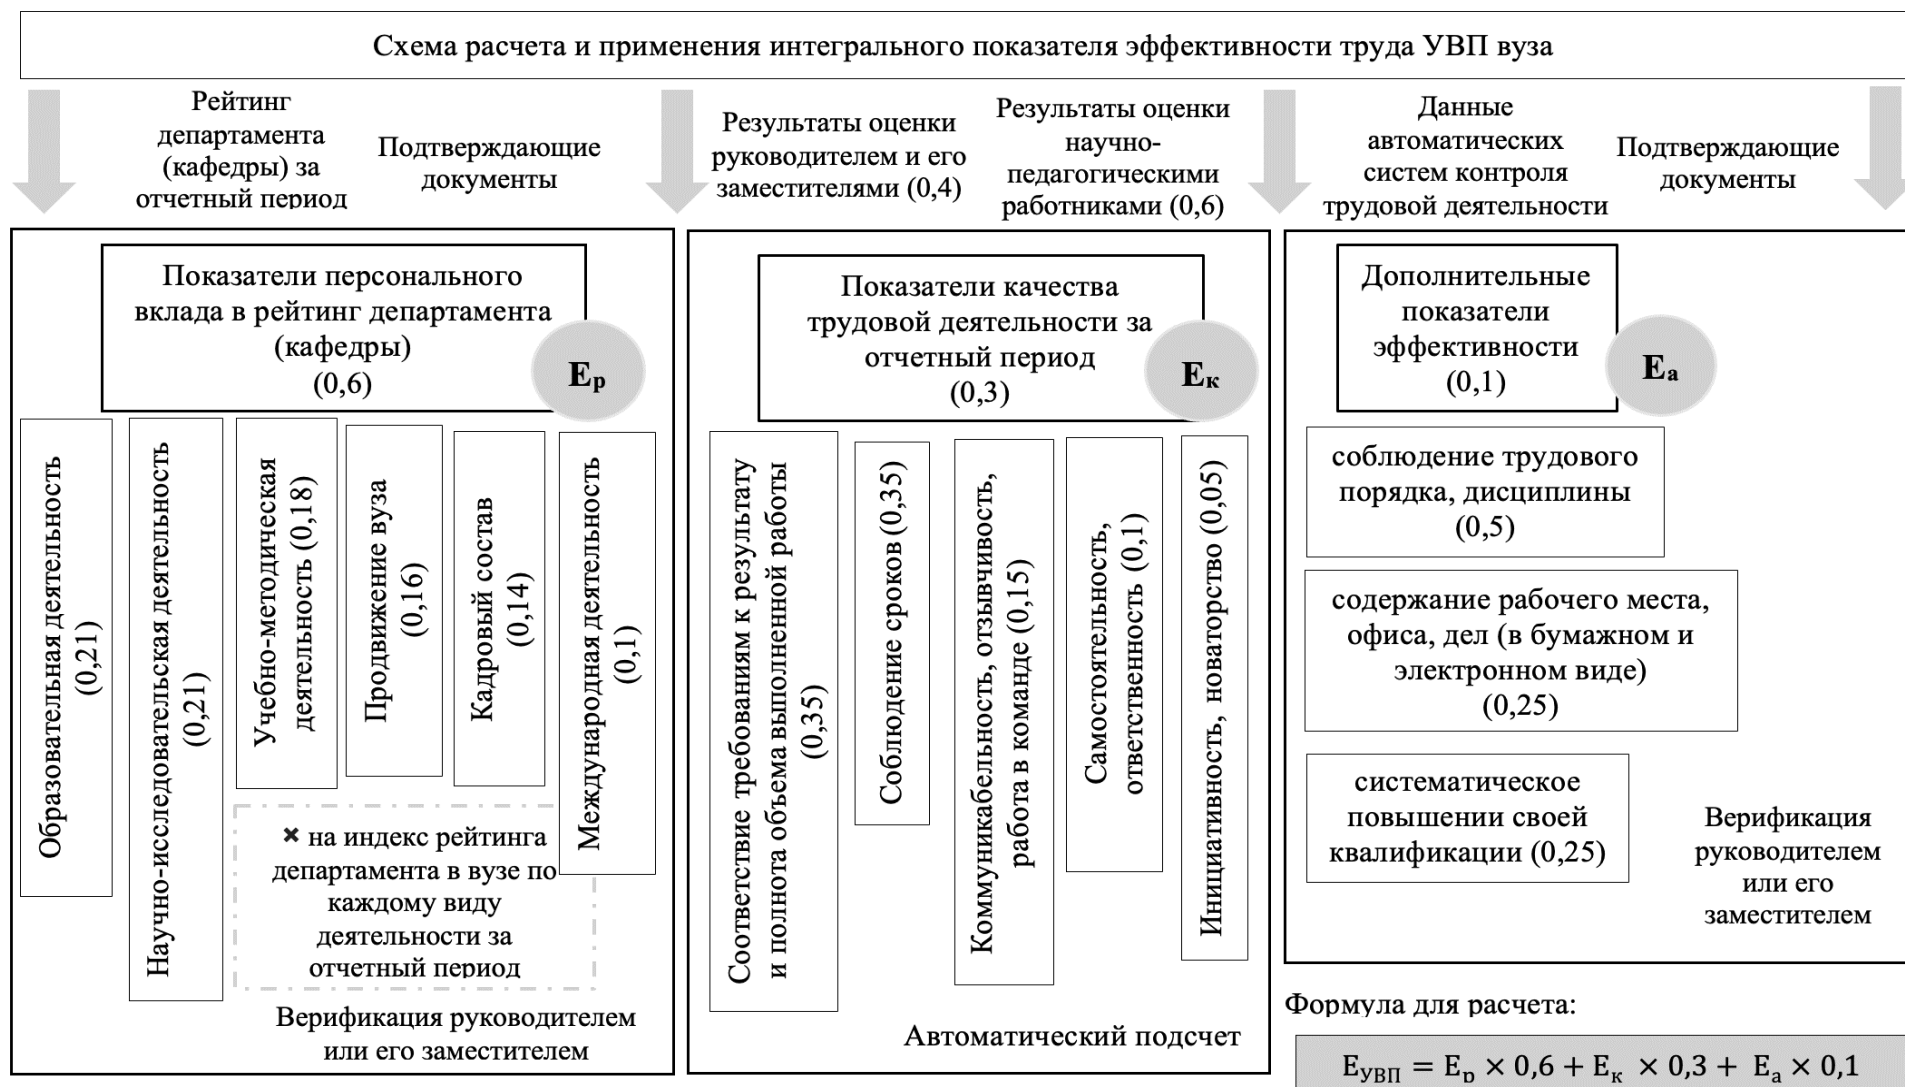 Схема расчета и применения интегрального показателя эффективности труда УВП вуза
Рейтинг
департамента
(кафедры) за
отчетный период
Подтверждающие
документы
Результаты оценки
руководителем и его
заместителями (0,4)
Результаты оценки
научно-
педагогическими
работниками (0,6)
Данные
автоматических
систем контроля
трудовой деятельности
Подтверждающие
документы
Показатели персонального
вклада в рейтинг департамента
(кафедры)
(0,6)
Eр
Образовательная деятельность
(0,21)
Научно-исследовательская деятельность
(0,21)
Учебно-методическая
деятельность (0,18)
Продвижение вуза
(0,16)
Кадровый состав
(0,14)
Международная деятельность
(0,1)
× на индекс рейтинга
департамента в вузе по
каждому виду
деятельности за
отчетный период
Верификация руководителем
или его заместителем
Показатели качества
трудовой деятельности за
отчетный период
(0,3)
Eк
Соответствие требованиям к результату
и полнота объема выполненной работы
(0,35)
Соблюдение сроков (0,35)
Коммуникабельность, отзывчивость,
работа в команде (0,15)
Самостоятельность,
ответственность (0,1)
Инициативность, новаторство (0,05)
Автоматический подсчет
Дополнительные
показатели
эффективности
(0,1)
Eа
соблюдение трудового
порядка, дисциплины
(0,5)
содержание рабочего места,
офиса, дел (в бумажном и
электронном виде)
(0,25)
систематическое
повышении своей
квалификации (0,25)
Верификация
руководителем
или его
заместителем
Формула для расчета:
EУВП = Eр × 0,6 + Eк × 0,3 + Eа × 0,1